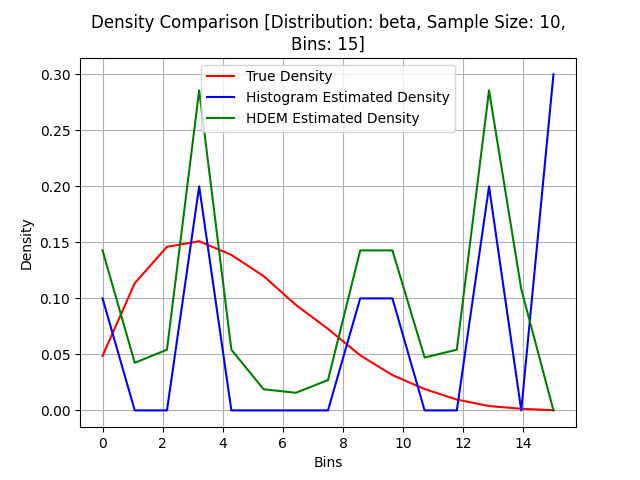 Density Comparison [Distribution: beta, Sample Size: 10,
Bins: 15]
True Density
Histogram Estimated Density
HDEM Estimated Density
Density
0.30
0.25
0.20
0.15
0.10
0.05
0.00
0 2 4 6 8 10 12 14
Bins